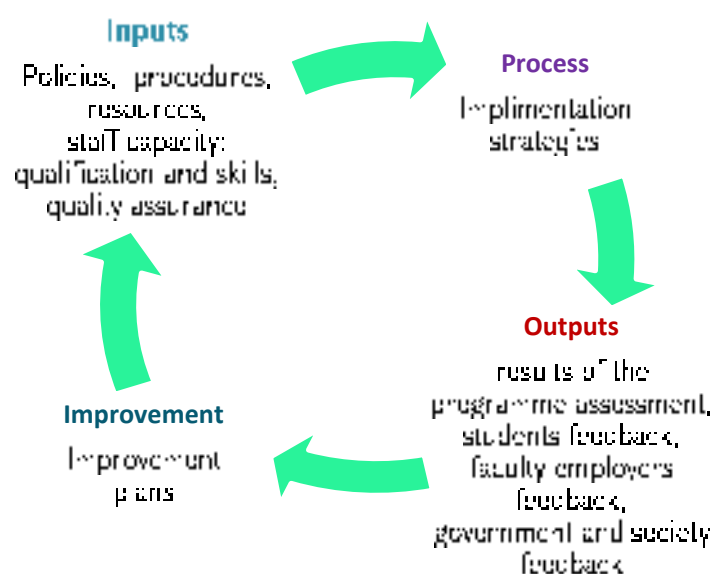 Inputs
Policies, procedures,
resources,
staff capacity:
qualification and skills,
quality assurance
Process
Implimentation
strategies
Outputs
results of the
programme assessment,
students feedback,
faculty employers
feedback,
government and society
feedback
Improvement
Improvement
plans